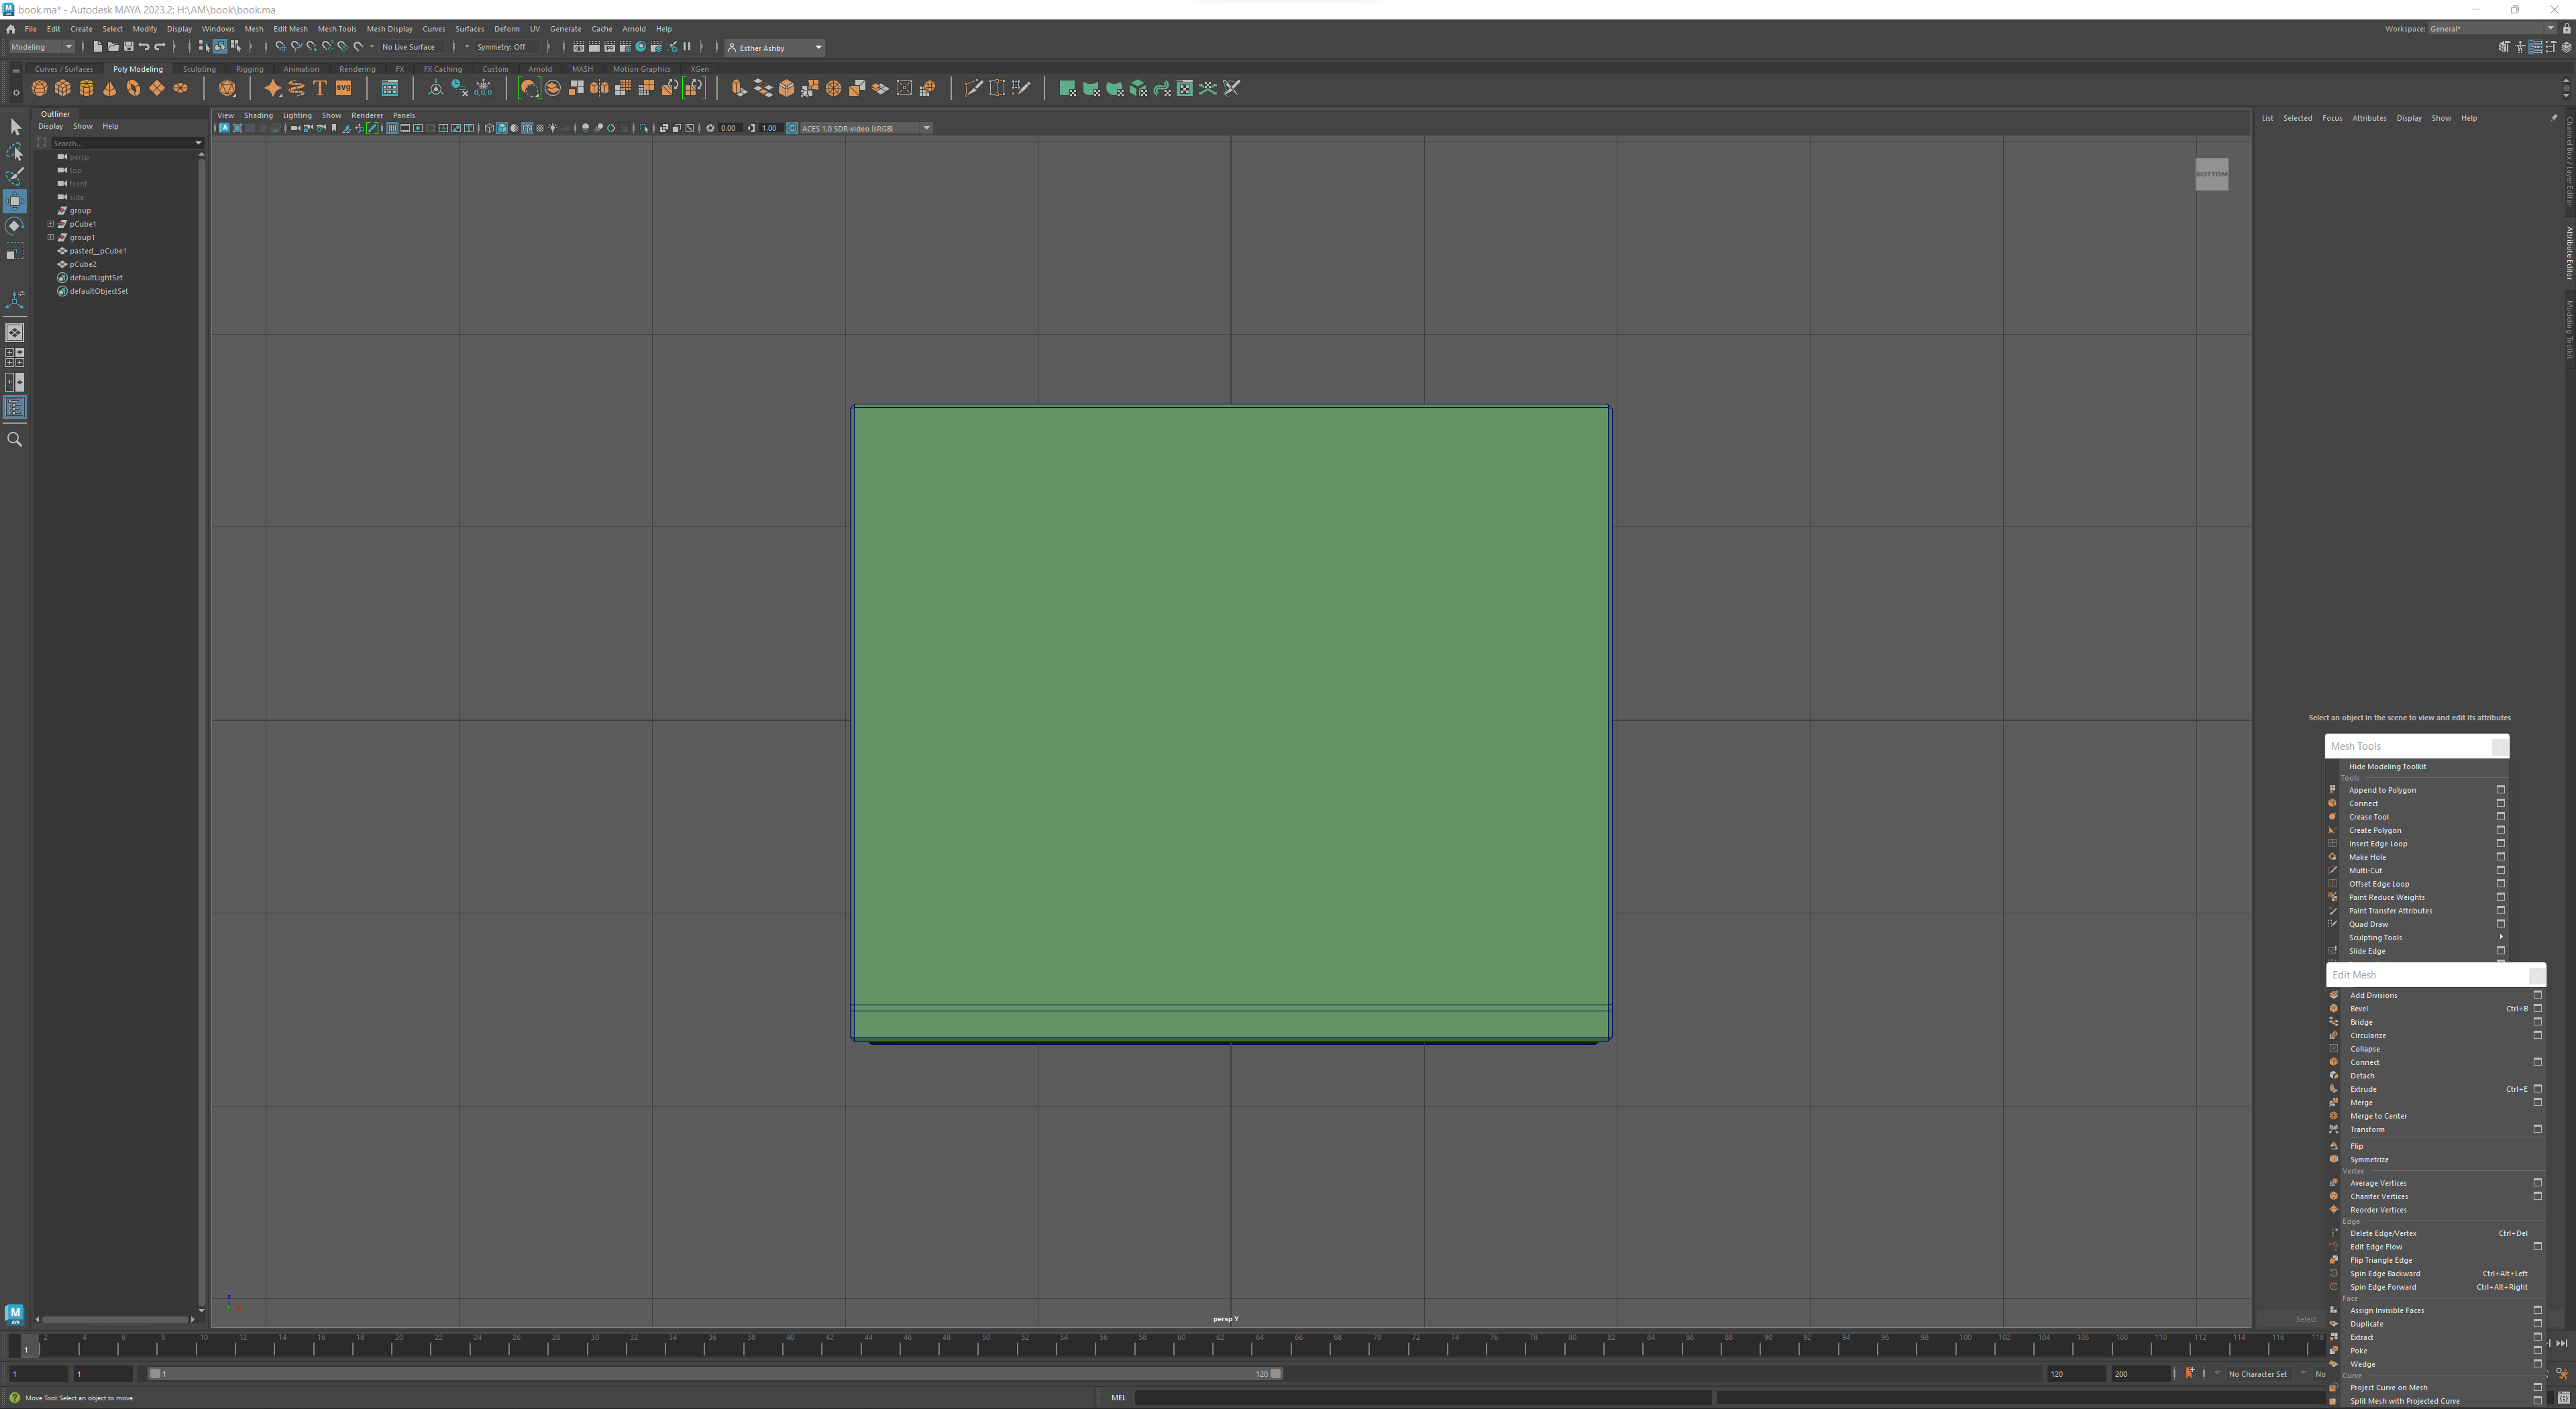 book.ma* - Autodesk MAYA 2023.2: H:\AM\book\book.ma
File Edit Create Select Modify Display Windows Mesh Edit Mesh Mesh Tools Mesh Display Curves Surfaces Deform UV Generate Cache Arnold Help
Workspace: General*
Modeling No Live Surface Symmetry: Off Esther Ashby
Curves / Surfaces Poly Modeling Sculpting Rigging Animation Rendering FX FX Caching Custom Arnold MASH Motion Graphics XGen
Outliner
Display Show Help
Search...
persp
top
front
side
group
pCube1
group1
pasted__pCube1
pCube2
defaultLightSet
defaultObjectSet
View Shading Lighting Show Renderer Panels
0.00 1.00 ACES 1.0 SDR-video (sRGB)
BOTTOM
persp Y
List Selected Focus Attributes Display Show Help
Channel Box / Layer Editor
Attribute Editor
Modeling Toolkit
Select an object in the scene to view and edit its attributes
Mesh Tools
Hide Modeling Toolkit
Tools
Append to Polygon
Connect
Crease Tool
Create Polygon
Insert Edge Loop
Make Hole
Multi-Cut
Offset Edge Loop
Paint Reduce Weights
Paint Transfer Attributes
Quad Draw
Sculpting Tools
Slide Edge
Edit Mesh
Add Divisions
Bevel Ctrl+B
Bridge
Circularize
Collapse
Connect
Detach
Extrude Ctrl+E
Merge
Merge to Center
Transform
Flip
Symmetrize
Vertex
Average Vertices
Chamfer Vertices
Reorder Vertices
Edge
Delete Edge/Vertex Ctrl+Del
Edit Edge Flow
Flip Triangle Edge
Spin Edge Backward Ctrl+Alt+Left
Spin Edge Forward Ctrl+Alt+Right
Face
Assign Invisible Faces
Duplicate
Extract
Poke
Wedge
Curve
Project Curve on Mesh
Split Mesh with Projected Curve
Select
2 4 6 8 10 12 14 16 18 20 22 24 26 28 30 32 34 36 38 40 42 44 46 48 50 52 54 56 58 60 62 64 66 68 70 72 74 76 78 80 82 84 86 88 90 92 94 96 98 100 102 104 106 108 110 112 114 116 118
1
1 1 1 120 120 200 No Character Set No
Move Tool: Select an object to move.
MEL